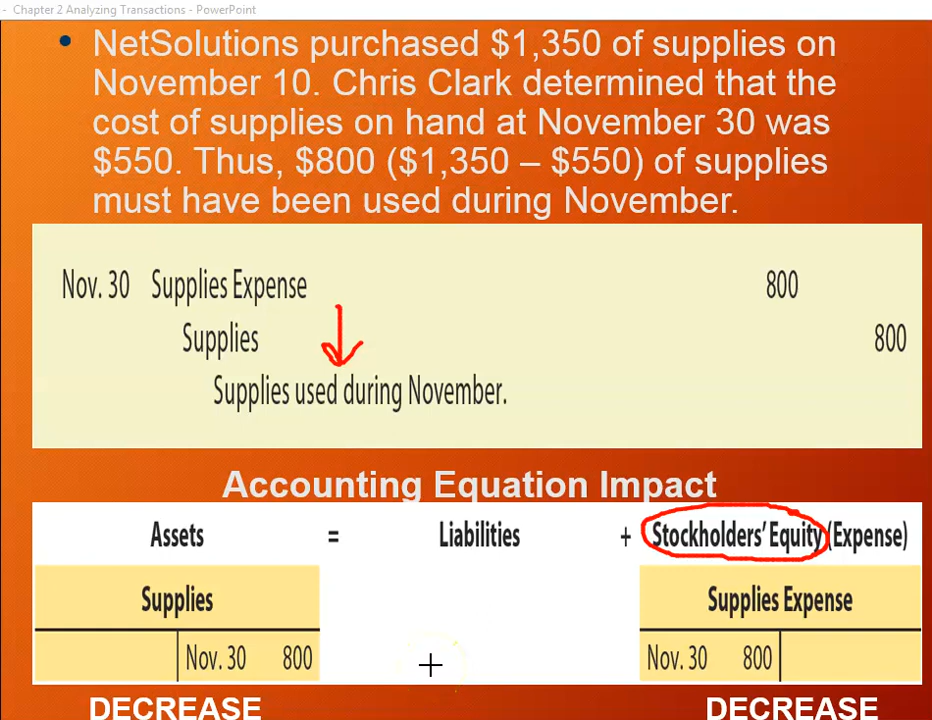 - Chapter 2 Analyzing Transactions - PowerPoint
• NetSolutions purchased $1,350 of supplies on
November 10. Chris Clark determined that the
cost of supplies on hand at November 30 was
$550. Thus, $800 ($1,350 – $550) of supplies
must have been used during November.
Nov. 30 Supplies Expense 800
Supplies 800
Supplies used during November.
Accounting Equation Impact
Assets = Liabilities + Stockholders' Equity (Expense)
Supplies Supplies Expense
Nov. 30 800 Nov. 30 800
DECREASE DECREASE